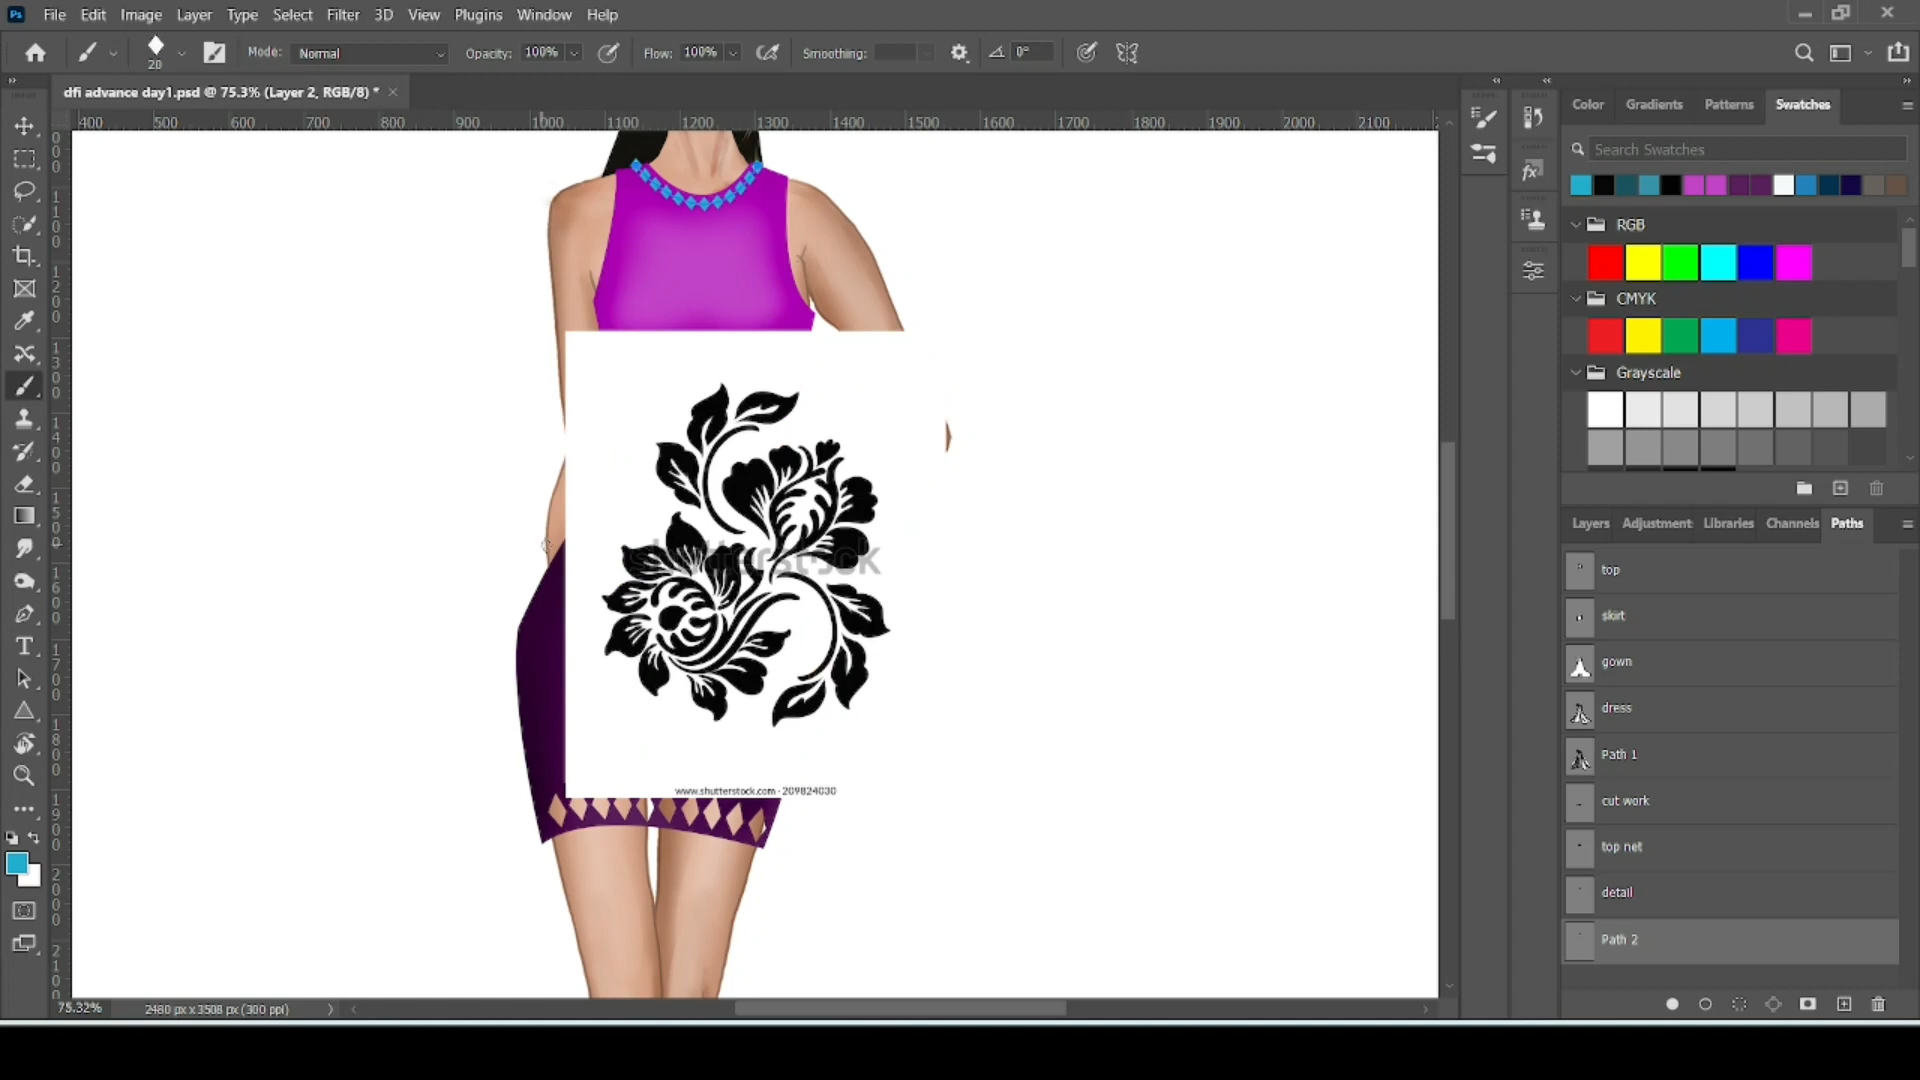 File Edit Image Layer Type Select Filter 3D View Plugins Window Help
20 Mode: Normal Opacity: 100% Flow: 100% Smoothing: 0°
dfi advance day1.psd @ 75.3% (Layer 2, RGB/8) *
400 500 600 700 800 900 1000 1100 1200 1300 1400 1500 1600 1700 1800 1900 2000 2100
Color Gradients Patterns Swatches
Search Swatches
RGB
CMYK
Grayscale
Layers Adjustment Libraries Channels Paths
top
skirt
gown
dress
Path 1
cut work
top net
detail
Path 2
shutterstock
www.shutterstock.com · 209824030
75.32% 2480 px x 3508 px (300 ppi)